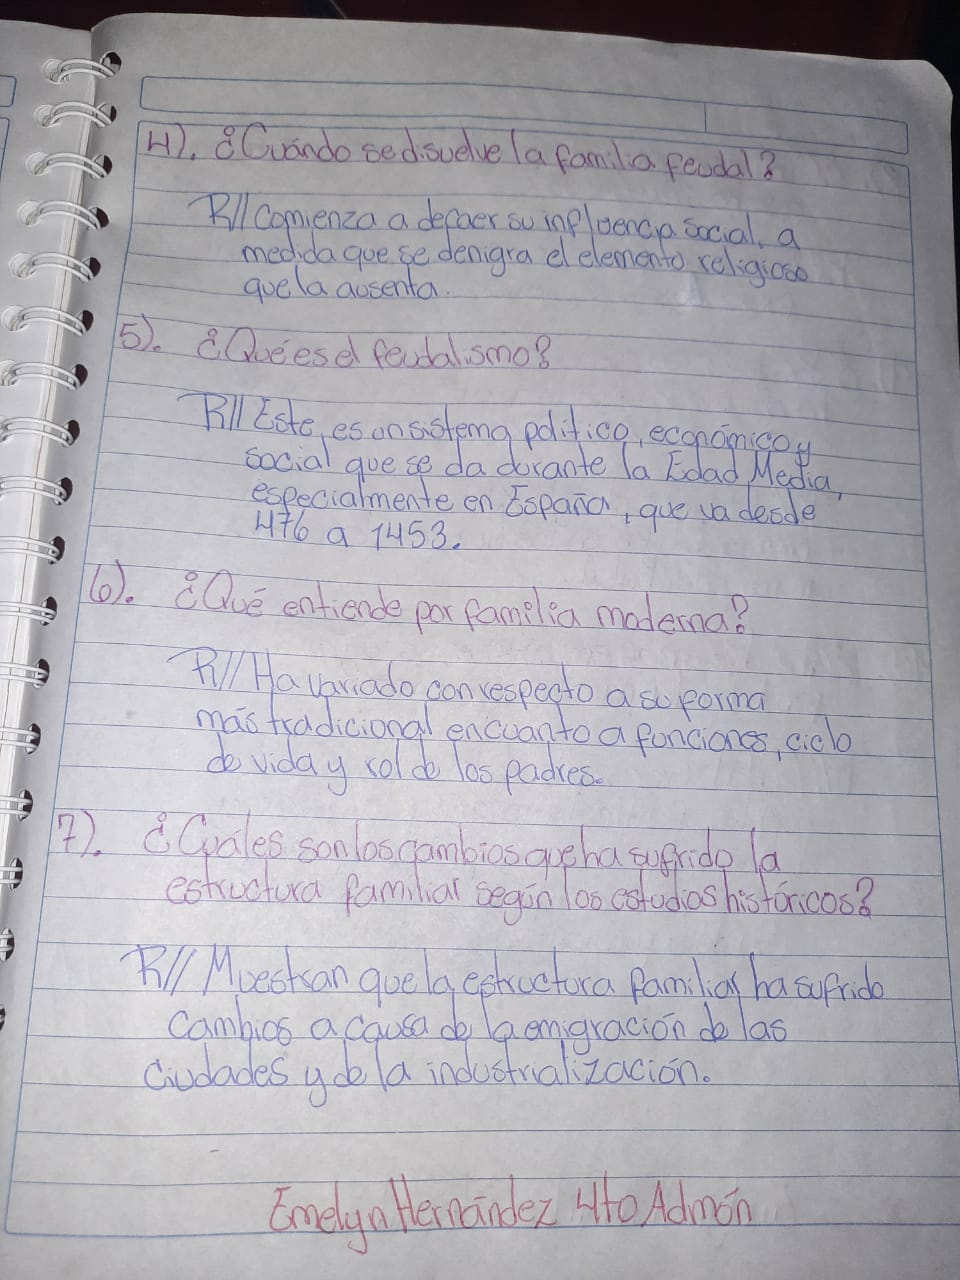 4). ¿Cuándo se disuelve la familia feudal?
R// Comienza a decaer su influencia social, a
medida que se denigra el elemento religioso
que la ausenta.
5). ¿Qué es el feudalismo?
R// Este, es un sistema político, económico y
social que se da durante la Edad Media,
especialmente en España, que va desde
476 a 1453.
6). ¿Qué entiende por familia moderna?
R// Ha variado con respecto a su forma
más tradicional en cuanto a funciones, ciclo
de vida y rol de los padres.
7). ¿Cuáles son los cambios que ha sufrido la
estructura familiar según los estudios históricos?
R// Muestran que la estructura familiar ha sufrido
cambios a causa de la emigración de las
ciudades y de la industrialización.
Emelyn Hernández 4to Admón